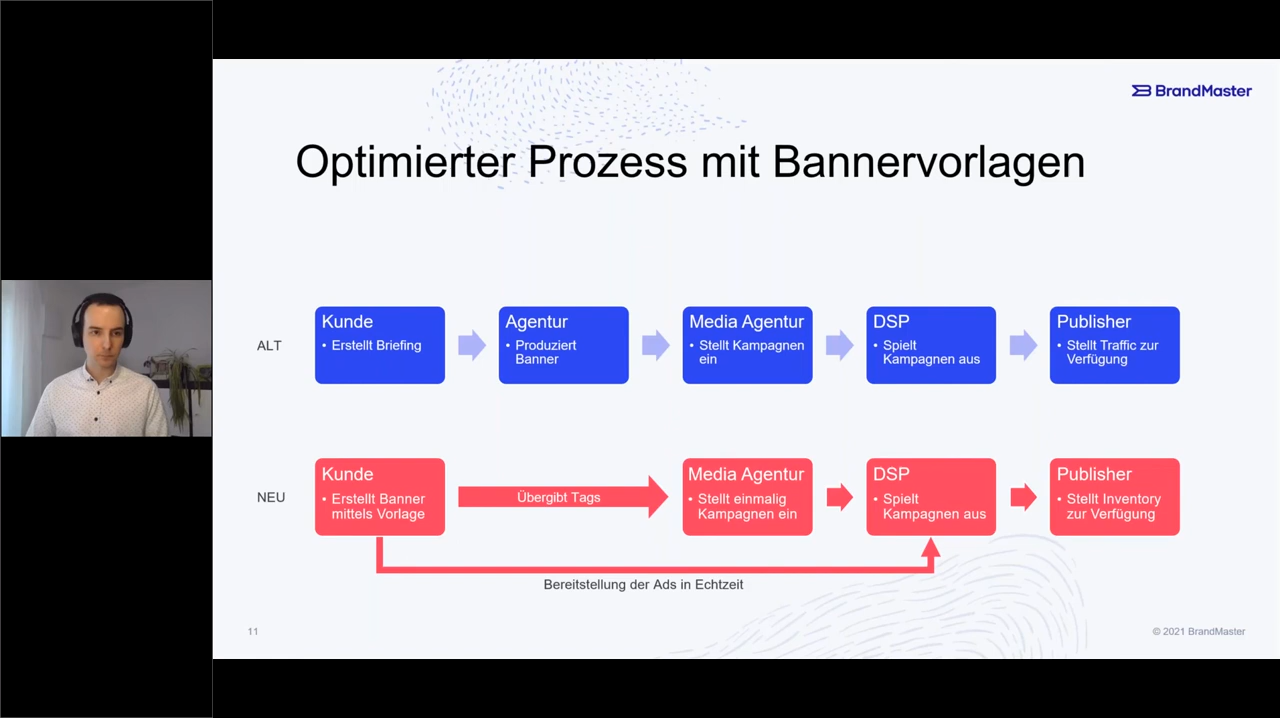 BrandMaster
Optimierter Prozess mit Bannervorlagen
ALT
Kunde
• Erstellt Briefing
Agentur
• Produziert
Banner
Media Agentur
• Stellt Kampagnen
ein
DSP
• Spielt
Kampagnen aus
Publisher
• Stellt Traffic zur
Verfügung
NEU
Kunde
• Erstellt Banner
mittels Vorlage
Übergibt Tags
Media Agentur
• Stellt einmalig
Kampagnen ein
DSP
• Spielt
Kampagnen aus
Publisher
• Stellt Inventory
zur Verfügung
Bereitstellung der Ads in Echtzeit
11
© 2021 BrandMaster